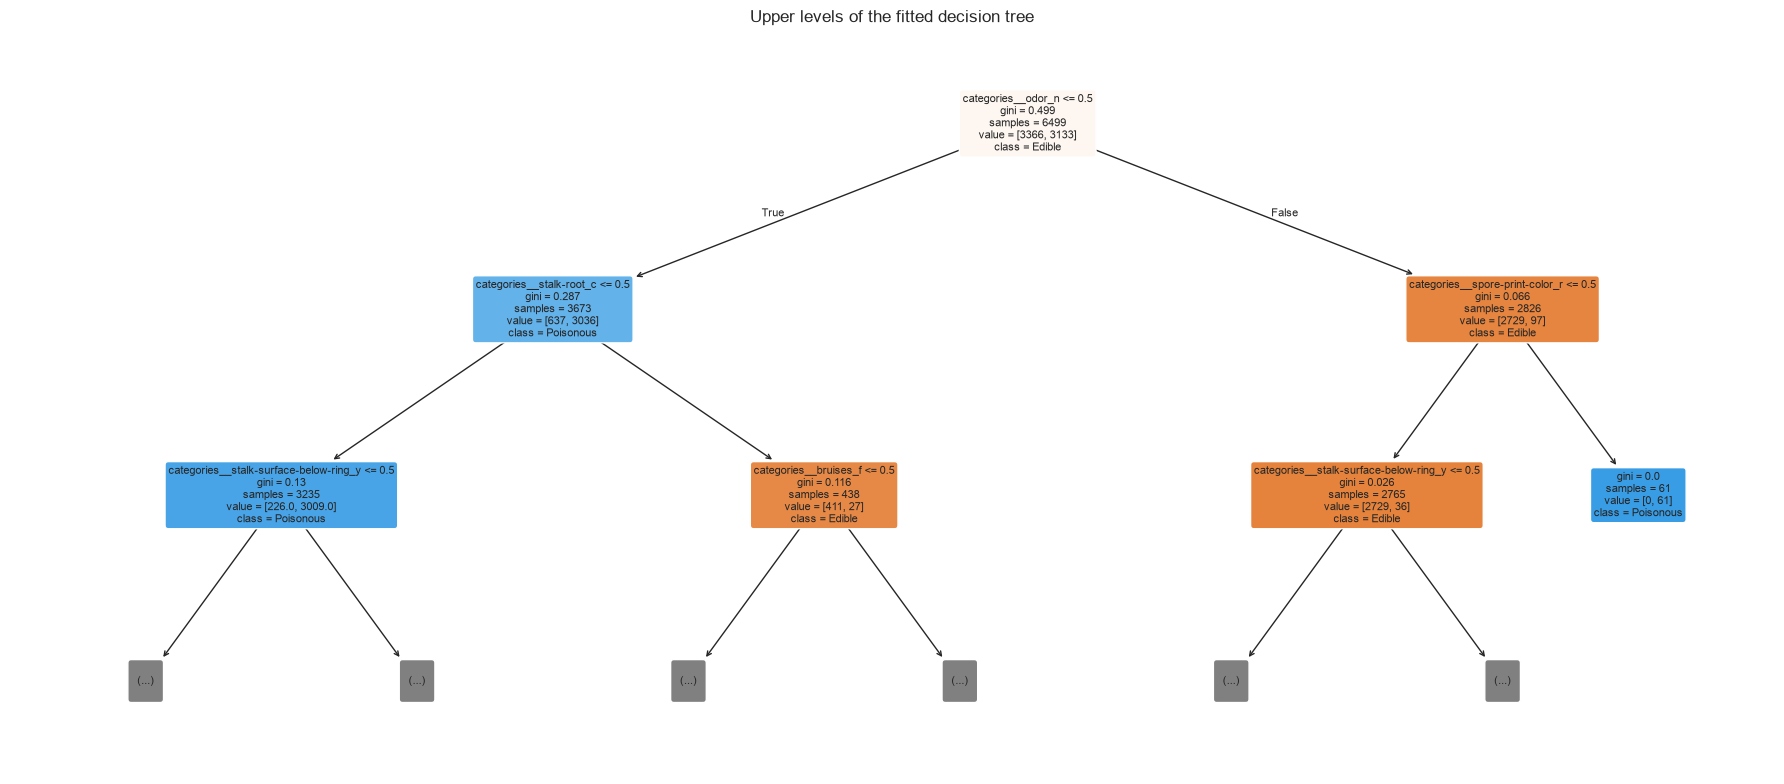 Upper levels of the fitted decision tree
categories__odor_n <= 0.5
gini = 0.499
samples = 6499
value = [3366, 3133]
class = Edible
True
False
categories__stalk-root_c <= 0.5
gini = 0.287
samples = 3673
value = [637, 3036]
class = Poisonous
categories__spore-print-color_r <= 0.5
gini = 0.066
samples = 2826
value = [2729, 97]
class = Edible
categories__stalk-surface-below-ring_y <= 0.5
gini = 0.13
samples = 3235
value = [226.0, 3009.0]
class = Poisonous
categories__bruises_f <= 0.5
gini = 0.116
samples = 438
value = [411, 27]
class = Edible
categories__stalk-surface-below-ring_y <= 0.5
gini = 0.026
samples = 2765
value = [2729, 36]
class = Edible
gini = 0.0
samples = 61
value = [0, 61]
class = Poisonous
(...)
(...)
(...)
(...)
(...)
(...)